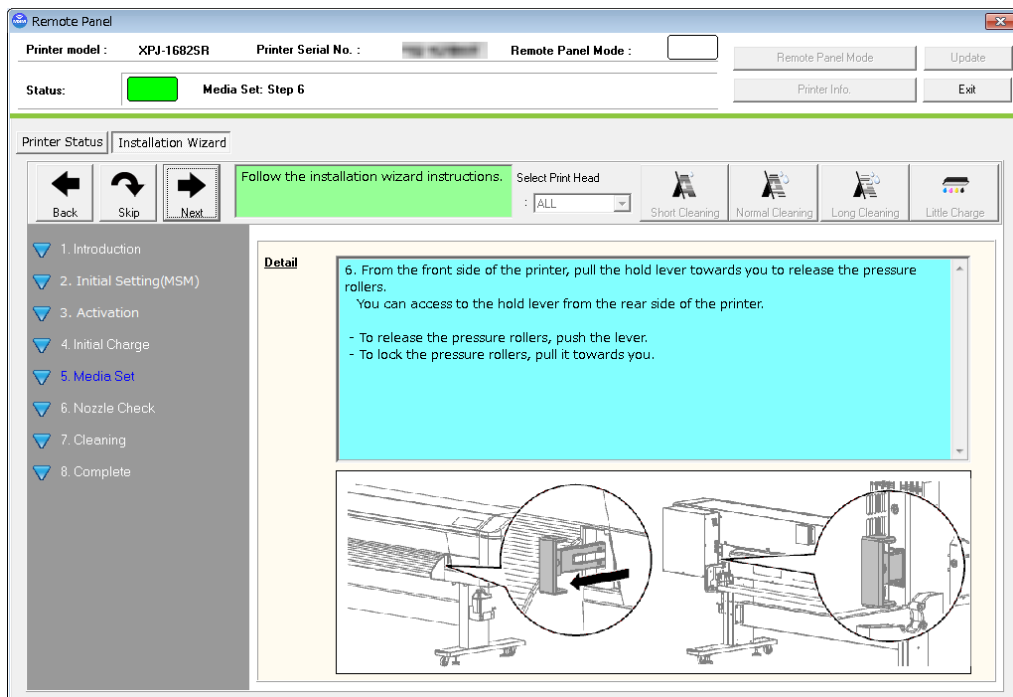 Remote Panel
Printer model : XPJ-1682SR Printer Serial No. : Remote Panel Mode :
Remote Panel Mode Update
Status: Media Set: Step 6
Printer Info. Exit
Printer Status Installation Wizard
Back Skip Next
Follow the installation wizard instructions.
Select Print Head
: ALL
Short Cleaning Normal Cleaning Long Cleaning Little Charge
1. Introduction
2. Initial Setting(MSM)
3. Activation
4. Initial Charge
5. Media Set
6. Nozzle Check
7. Cleaning
8. Complete
Detail
6. From the front side of the printer, pull the hold lever towards you to release the pressure
rollers.
You can access to the hold lever from the rear side of the printer.
- To release the pressure rollers, push the lever.
- To lock the pressure rollers, pull it towards you.